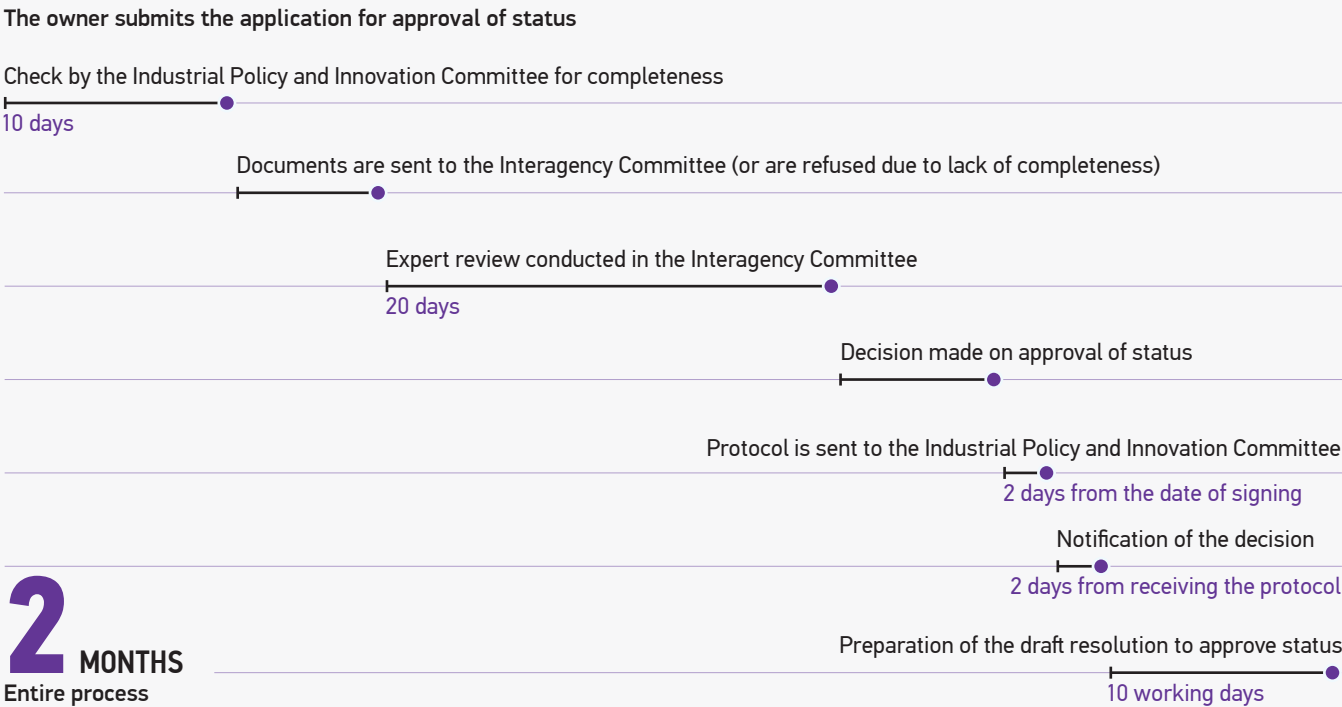 The owner submits the application for approval of status
Check by the Industrial Policy and Innovation Committee for completeness
10 days
Documents are sent to the Interagency Committee (or are refused due to lack of completeness)
Expert review conducted in the Interagency Committee
20 days
Decision made on approval of status
Protocol is sent to the Industrial Policy and Innovation Committee
2 days from the date of signing
Notification of the decision
2 days from receiving the protocol
Preparation of the draft resolution to approve status
10 working days
2 MONTHS
Entire process